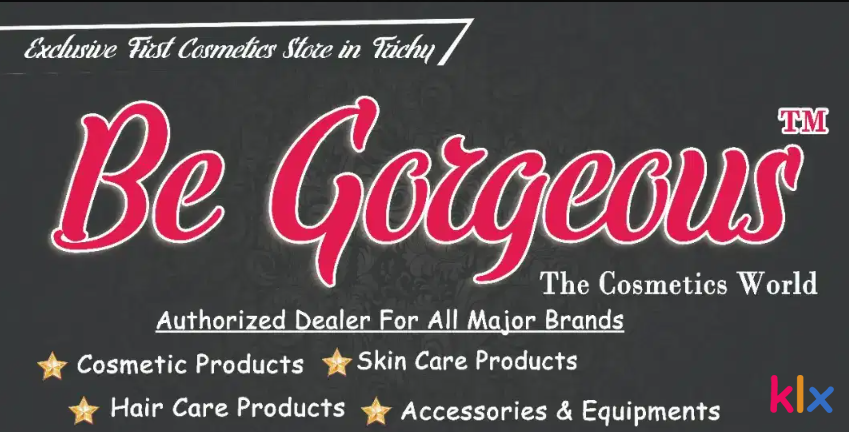 Exclusive First Cosmetics Store in Trichy
Be Gorgeous™
The Cosmetics World
Authorized Dealer For All Major Brands
Cosmetic Products Skin Care Products
Hair Care Products Accessories & Equipments
klx